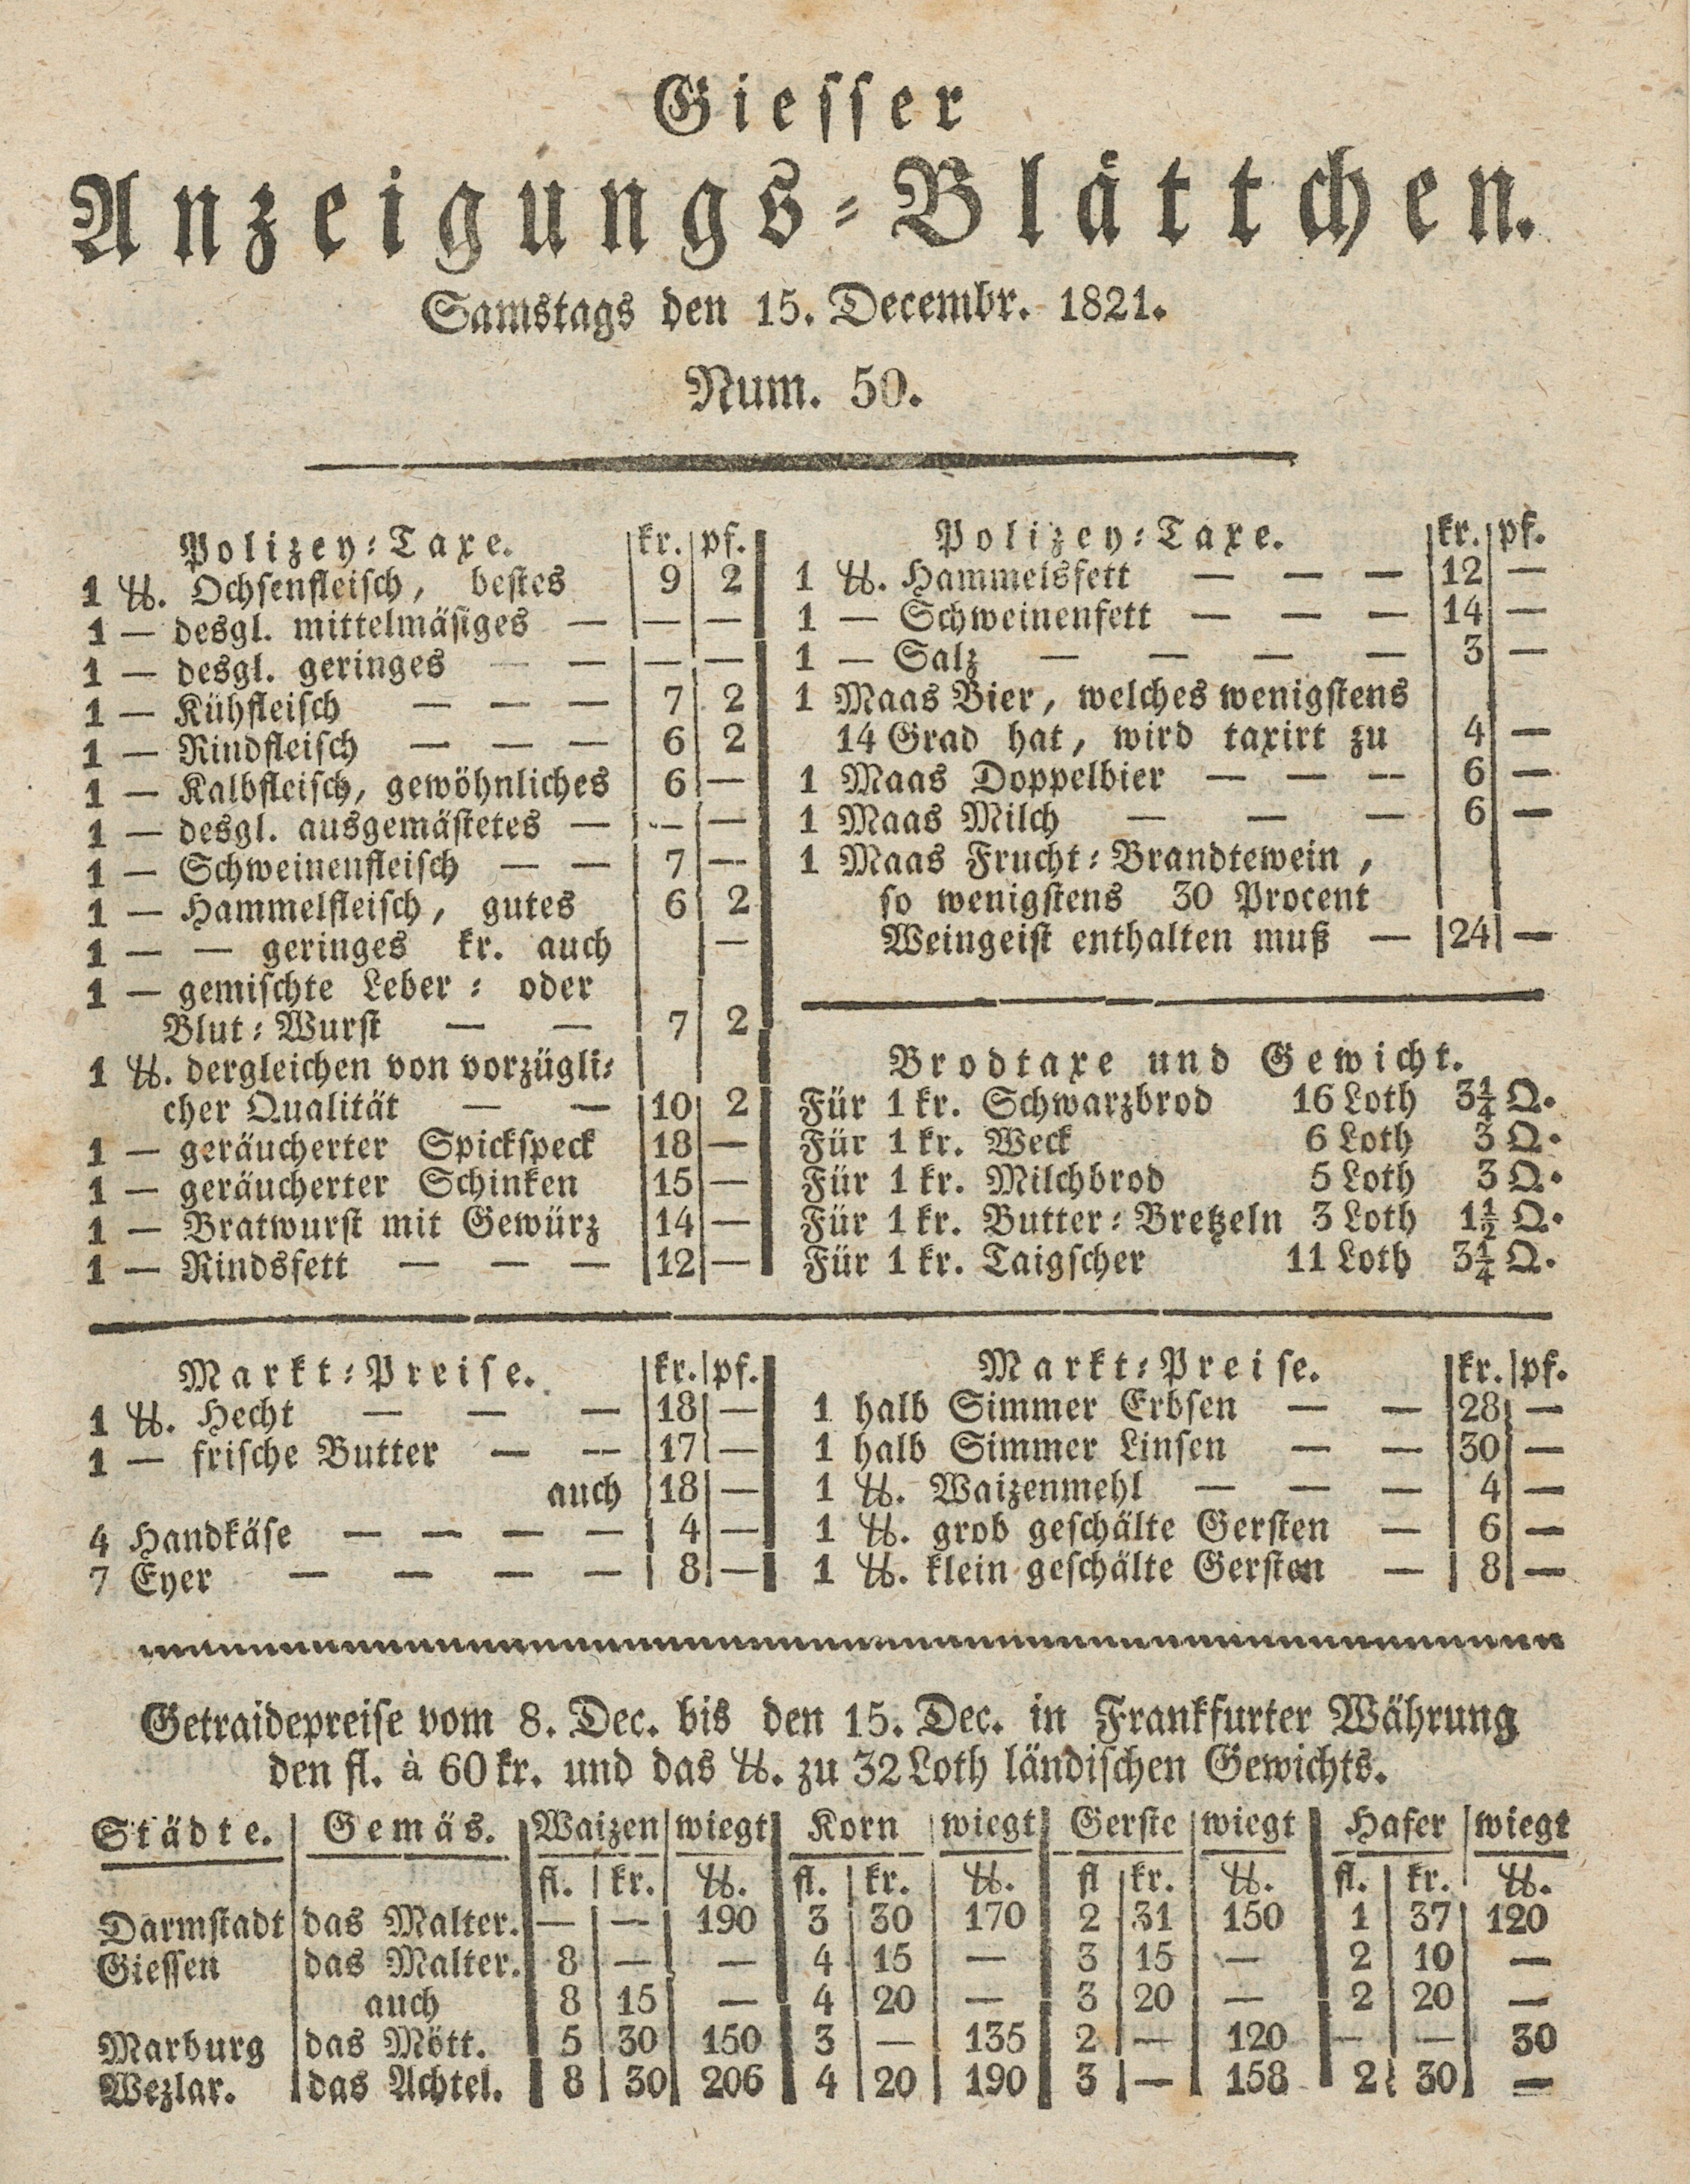 Giesser
Anzeigungs-Blättchen.
Samstags den 15. Decembr. 1821.
Num. 50.
Polizey-Taxe. kr. pf.
1 ℔. Ochsenfleisch, bestes 9 2
1 — desgl. mittelmäsiges — — —
1 — desgl. geringes — — — —
1 — Kühfleisch — — — 7 2
1 — Rindfleisch — — — 6 2
1 — Kalbfleisch, gewöhnliches 6 —
1 — desgl. ausgemästetes — — —
1 — Schweinenfleisch — — 7 —
1 — Hammelfleisch, gutes 6 2
1 — — geringes kr. auch —
1 — gemischte Leber- oder
Blut-Wurst — — 7 2
1 ℔. dergleichen von vorzügli-
cher Qualität — — 10 2
1 — geräucherter Spickspeck 18 —
1 — geräucherter Schinken 15 —
1 — Bratwurst mit Gewürz 14 —
1 — Rindsfett — — — 12 —
Polizey-Taxe. kr. pf.
1 ℔. Hammelsfett — — — 12 —
1 — Schweinenfett — — — 14 —
1 — Salz — — — — 3 —
1 Maas Bier, welches wenigstens
14 Grad hat, wird taxirt zu 4 —
1 Maas Doppelbier — — — 6 —
1 Maas Milch — — — 6 —
1 Maas Frucht-Brandtewein,
so wenigstens 30 Procent
Weingeist enthalten muß — 24 —
Brodtaxe und Gewicht.
Für 1 kr. Schwarzbrod 16 Loth 3¼ Q.
Für 1 kr. Weck 6 Loth 3 Q.
Für 1 kr. Milchbrod 5 Loth 3 Q.
Für 1 kr. Butter-Bretzeln 3 Loth 1½ Q.
Für 1 kr. Taigscher 11 Loth 3¼ Q.
Markt-Preise. kr. pf.
1 ℔. Hecht — — — 18 —
1 — frische Butter — — 17 —
auch 18 —
4 Handkäse — — — — 4 —
7 Eyer — — — — 8 —
Markt-Preise. kr. pf.
1 halb Simmer Erbsen — — 28 —
1 halb Simmer Linsen — — 30 —
1 ℔. Waizenmehl — — — 4 —
1 ℔. grob geschälte Gersten — 6 —
1 ℔. klein geschälte Gersten — 8 —
Getraidepreise vom 8. Dec. bis den 15. Dec. in Frankfurter Währung
den fl. à 60 kr. und das ℔. zu 32 Loth ländischen Gewichts.
Städte. Gemäs. Waizen wiegt Korn wiegt Gerste wiegt Hafer wiegt
fl. kr. ℔. fl. kr. ℔. fl kr. ℔. fl. kr. ℔.
Darmstadt das Malter. — — 190 3 30 170 2 31 150 1 37 120
Giessen das Malter. 8 — — 4 15 — 3 15 — 2 10 —
auch 8 15 — 4 20 — 3 20 — 2 20 —
Marburg das Mött. 5 30 150 3 — 135 2 — 120 — — 30
Wezlar. das Achtel. 8 30 206 4 20 190 3 — 158 2 30 —